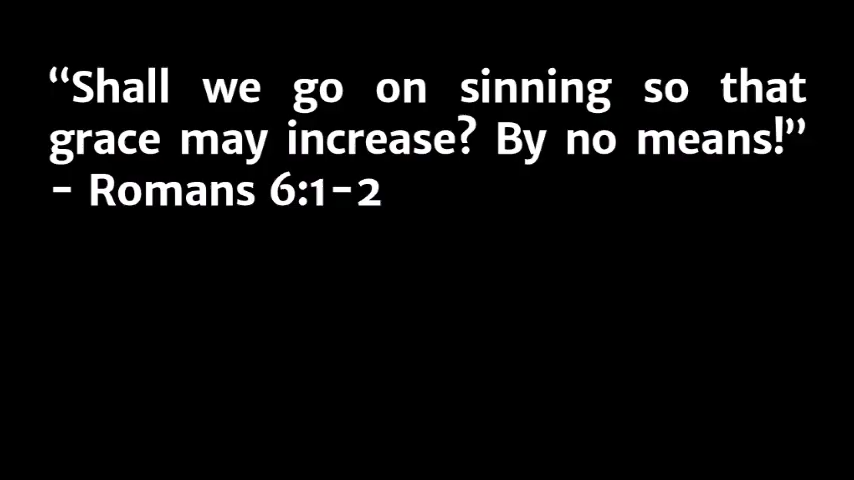 “Shall we go on sinning so that
grace may increase? By no means!”
- Romans 6:1-2